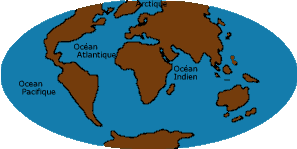 Arctique
Océan
Atlantique
Océan
Indien
Ocean
Pacifique